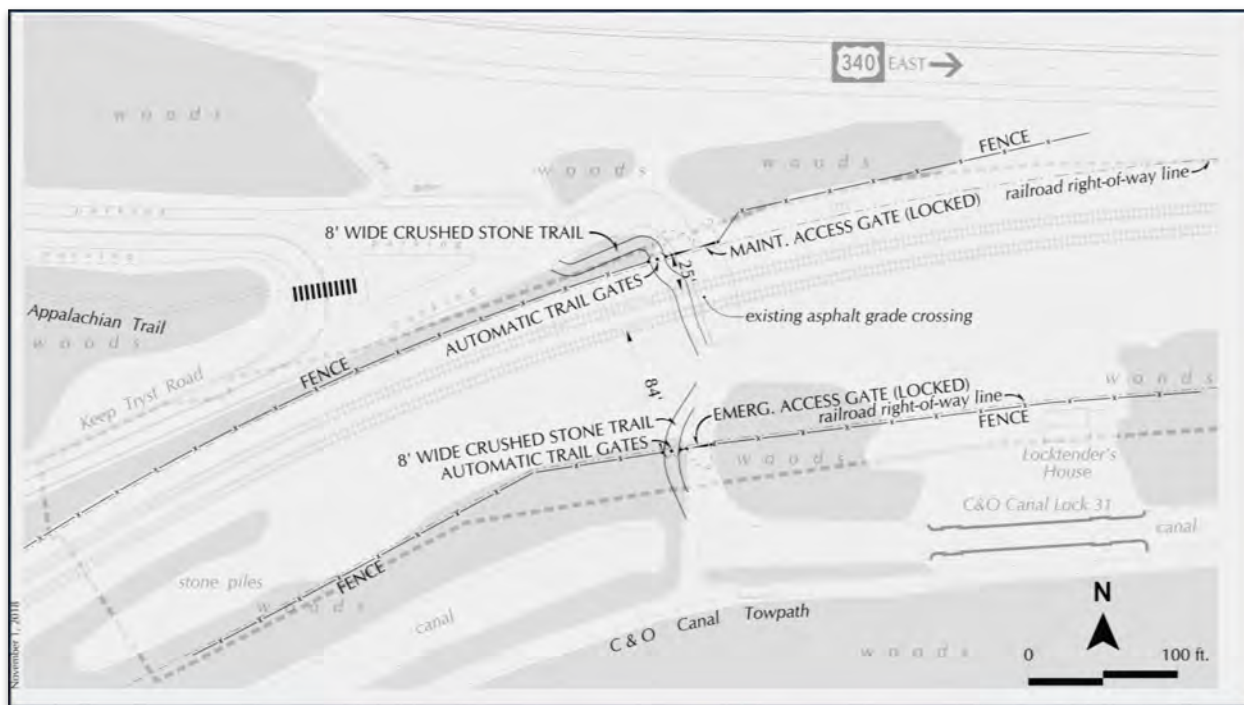 340 EAST
woods
woods
woods
FENCE
railroad right-of-way line
parking
8' WIDE CRUSHED STONE TRAIL
parking
MAINT. ACCESS GATE (LOCKED)
parking
25'
parking
AUTOMATIC TRAIL GATES
Appalachian Trail
woods
existing asphalt grade crossing
FENCE
Keep Tryst Road
84'
woods
EMERG. ACCESS GATE (LOCKED)
railroad right-of-way line
FENCE
8' WIDE CRUSHED STONE TRAIL
AUTOMATIC TRAIL GATES
woods
Locktender's
House
C&O Canal Lock 31
canal
stone piles
FENCE
woods
canal
C & O Canal Towpath
woods
N
0 100 ft.
November 1, 2018